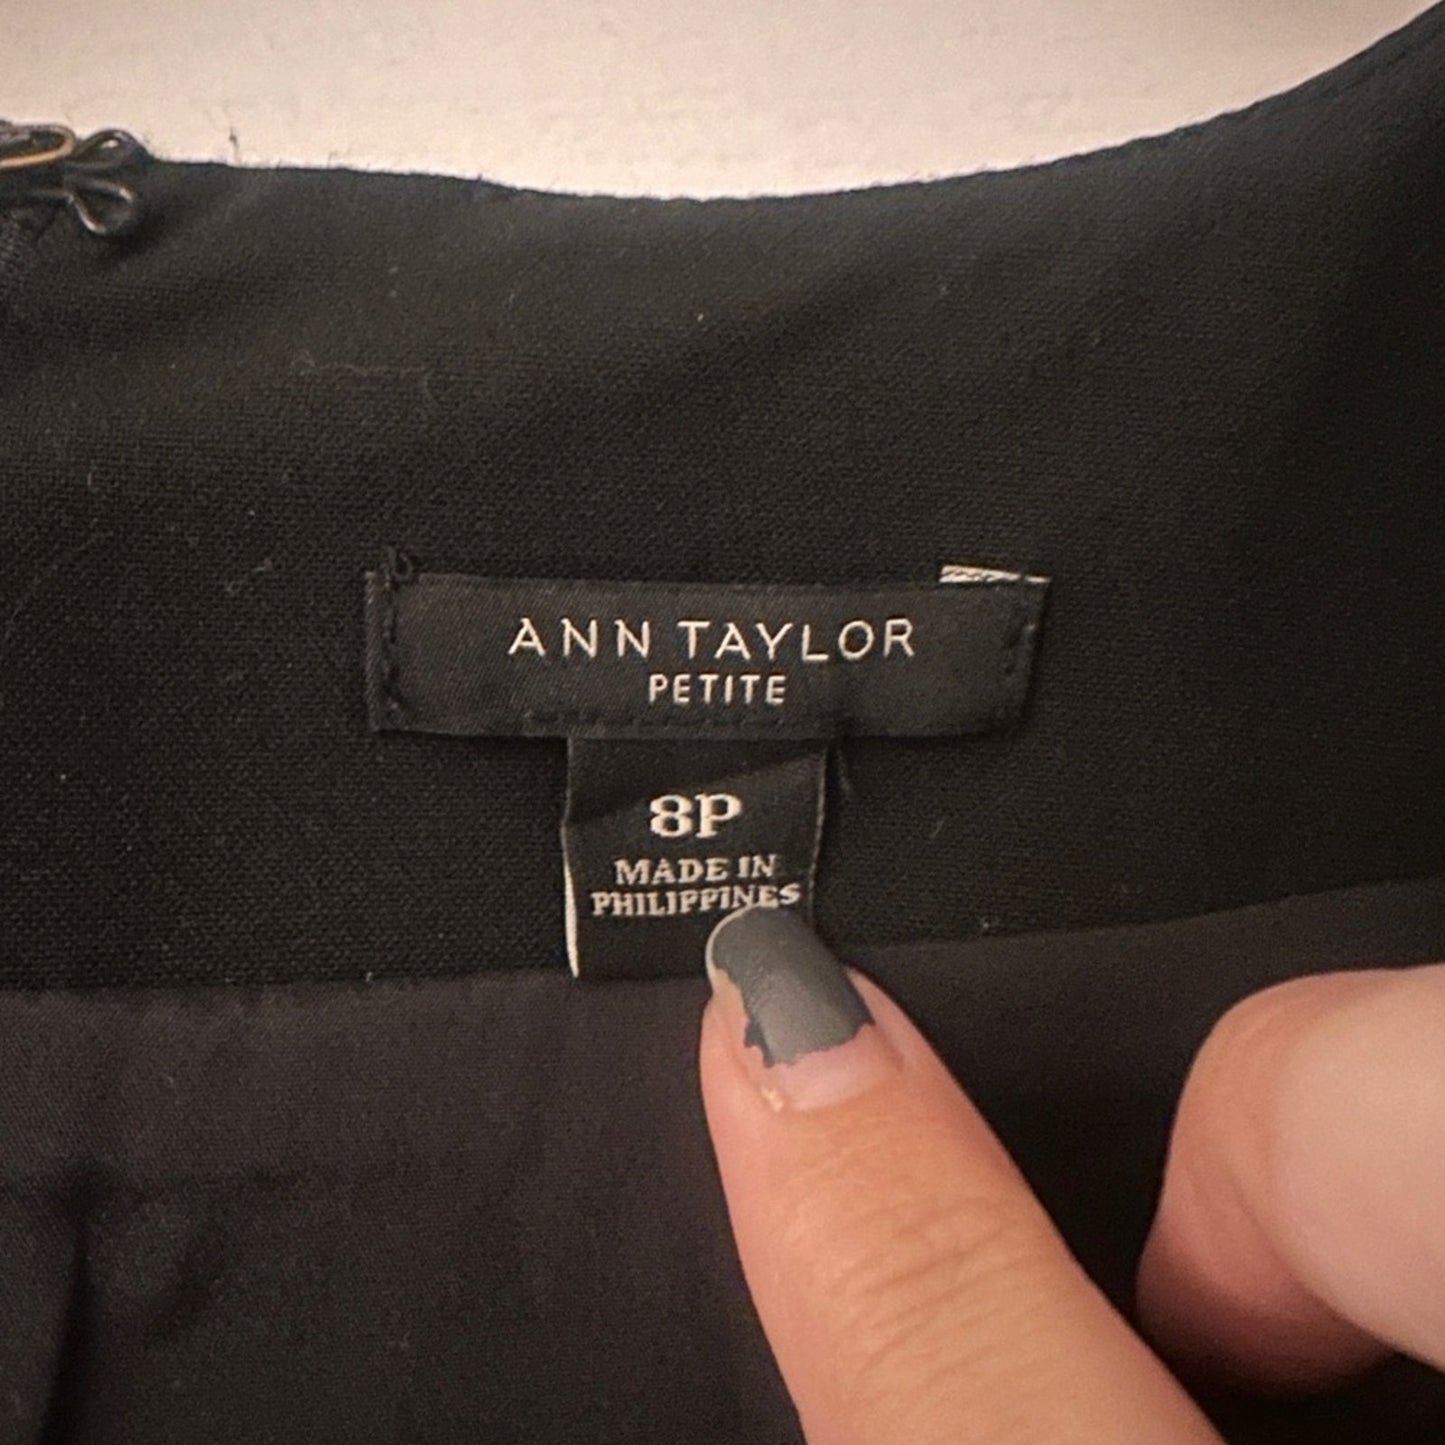 ANN TAYLOR
PETITE
8P
MADE IN
PHILIPPINES